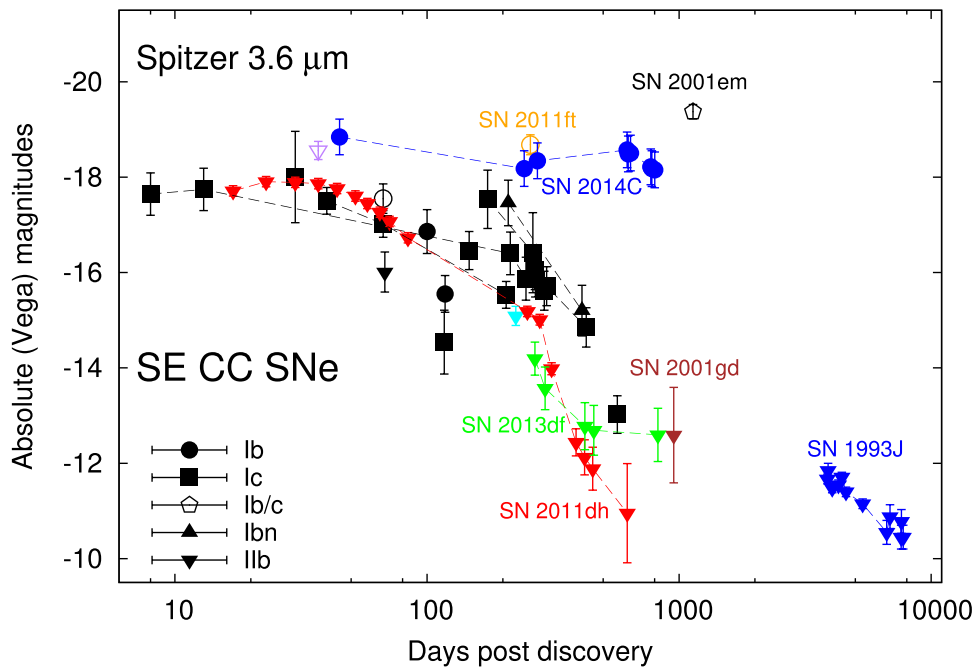 Spitzer 3.6 μm
SN 2001em
SN 2011ft
SN 2014C
SE CC SNe
SN 2001gd
SN 2013df
SN 1993J
SN 2011dh
Ib
Ic
Ib/c
Ibn
IIb
Absolute (Vega) magnitudes
-20
-18
-16
-14
-12
-10
10
100
1000
10000
Days post discovery